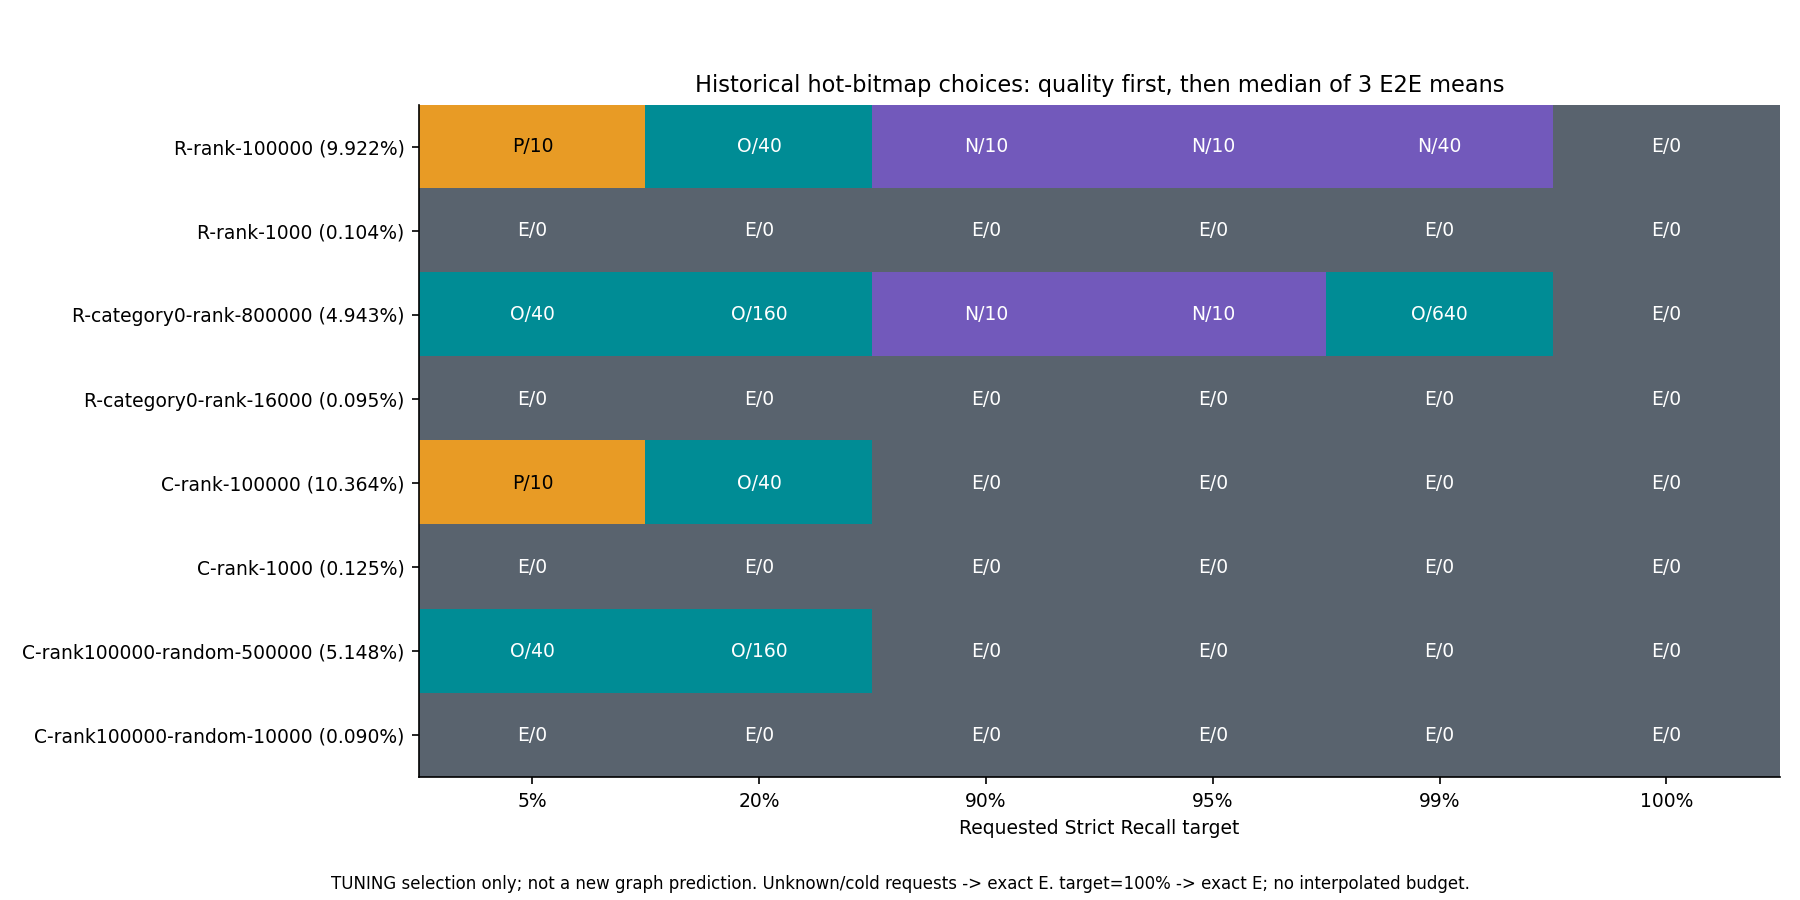 Historical hot-bitmap choices: quality first, then median of 3 E2E means
R-rank-100000 (9.922%) P/10 O/40 N/10 N/10 N/40 E/0
R-rank-1000 (0.104%) E/0 E/0 E/0 E/0 E/0 E/0
R-category0-rank-800000 (4.943%) O/40 O/160 N/10 N/10 O/640 E/0
R-category0-rank-16000 (0.095%) E/0 E/0 E/0 E/0 E/0 E/0
C-rank-100000 (10.364%) P/10 O/40 E/0 E/0 E/0 E/0
C-rank-1000 (0.125%) E/0 E/0 E/0 E/0 E/0 E/0
C-rank100000-random-500000 (5.148%) O/40 O/160 E/0 E/0 E/0 E/0
C-rank100000-random-10000 (0.090%) E/0 E/0 E/0 E/0 E/0 E/0
5% 20% 90% 95% 99% 100%
Requested Strict Recall target
TUNING selection only; not a new graph prediction. Unknown/cold requests -> exact E. target=100% -> exact E; no interpolated budget.